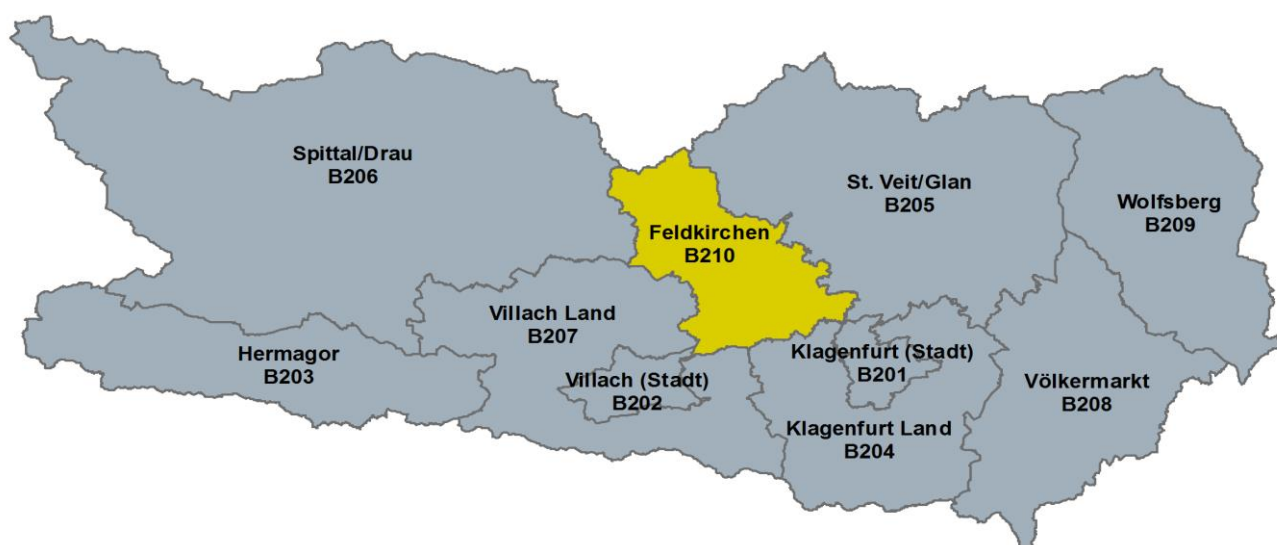 Spittal/Drau
B206
St. Veit/Glan
B205
Wolfsberg
B209
Feldkirchen
B210
Villach Land
B207
Hermagor
B203
Villach (Stadt)
B202
Klagenfurt (Stadt)
B201
Völkermarkt
B208
Klagenfurt Land
B204